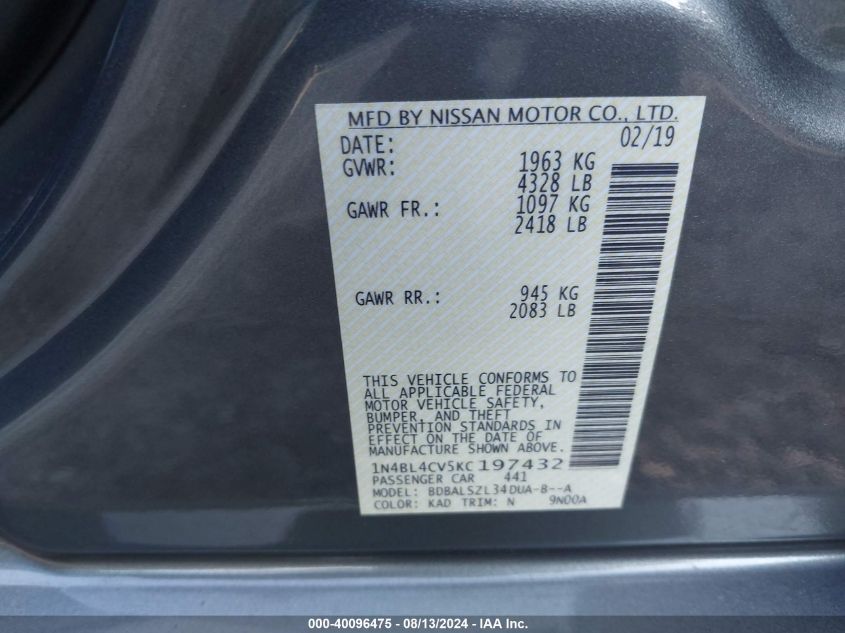 MFD BY NISSAN MOTOR CO., LTD.
DATE: 02/19
GVWR: 1963 KG
4328 LB
GAWR FR.: 1097 KG
2418 LB
GAWR RR.: 945 KG
2083 LB
THIS VEHICLE CONFORMS TO
ALL APPLICABLE FEDERAL
MOTOR VEHICLE SAFETY,
BUMPER, AND THEFT
PREVENTION STANDARDS IN
EFFECT ON THE DATE OF
MANUFACTURE SHOWN ABOVE.
1N4BL4CV5KC197432
PASSENGER CAR 441
MODEL: BDBALSZL34DUA-B--A
COLOR: KAD TRIM: N 9N00A
000-40096475 - 08/13/2024 - IAA Inc.